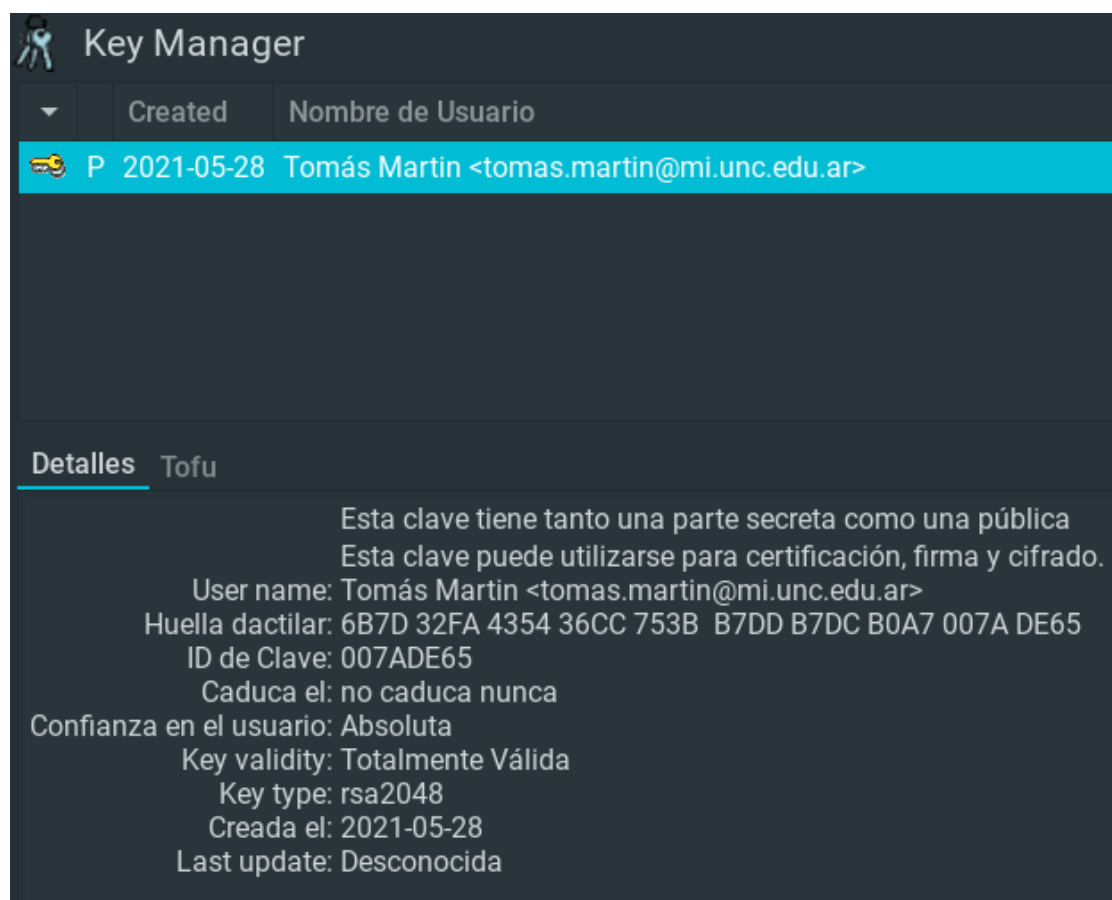 Key Manager
Created Nombre de Usuario
P 2021-05-28 Tomás Martin <tomas.martin@mi.unc.edu.ar>
Detalles Tofu
Esta clave tiene tanto una parte secreta como una pública
Esta clave puede utilizarse para certificación, firma y cifrado.
User name: Tomás Martin <tomas.martin@mi.unc.edu.ar>
Huella dactilar: 6B7D 32FA 4354 36CC 753B  B7DD B7DC B0A7 007A DE65
ID de Clave: 007ADE65
Caduca el: no caduca nunca
Confianza en el usuario: Absoluta
Key validity: Totalmente Válida
Key type: rsa2048
Creada el: 2021-05-28
Last update: Desconocida